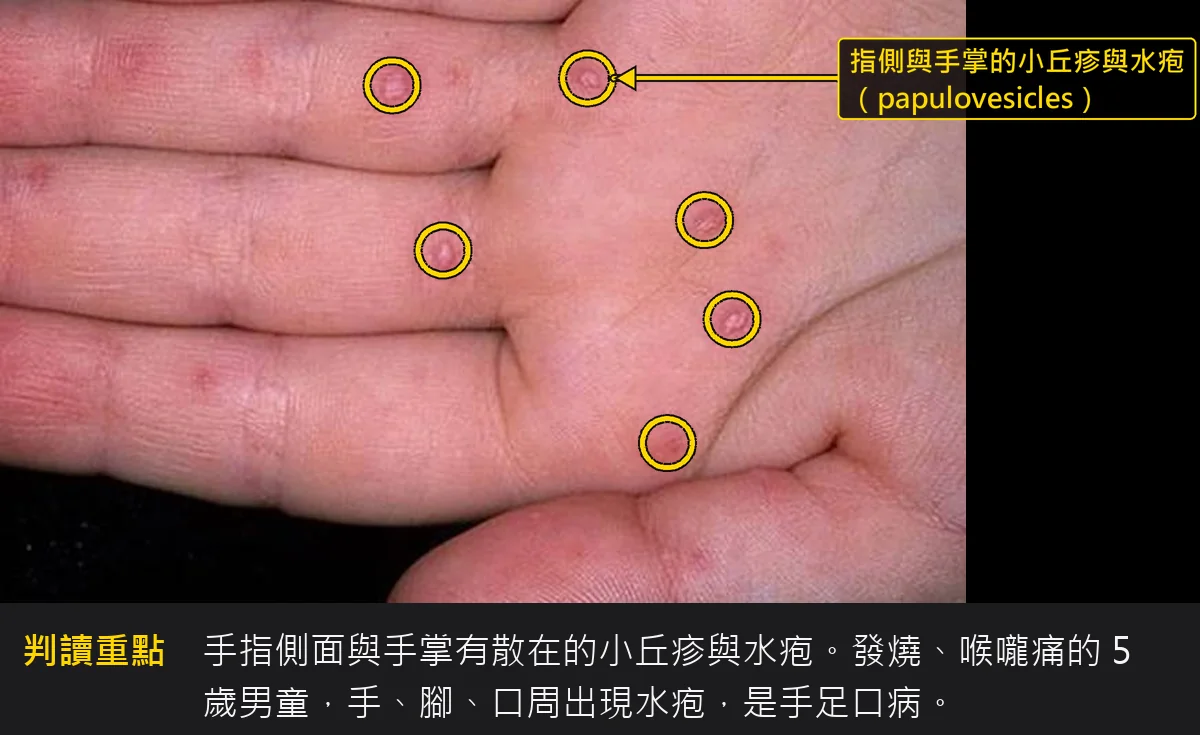 指側與手掌的小丘疹與水疱
（papulovesicles）
判讀重點
手指側面與手掌有散在的小丘疹與水疱。發燒、喉嚨痛的 5
歲男童，手、腳、口周出現水疱，是手足口病。